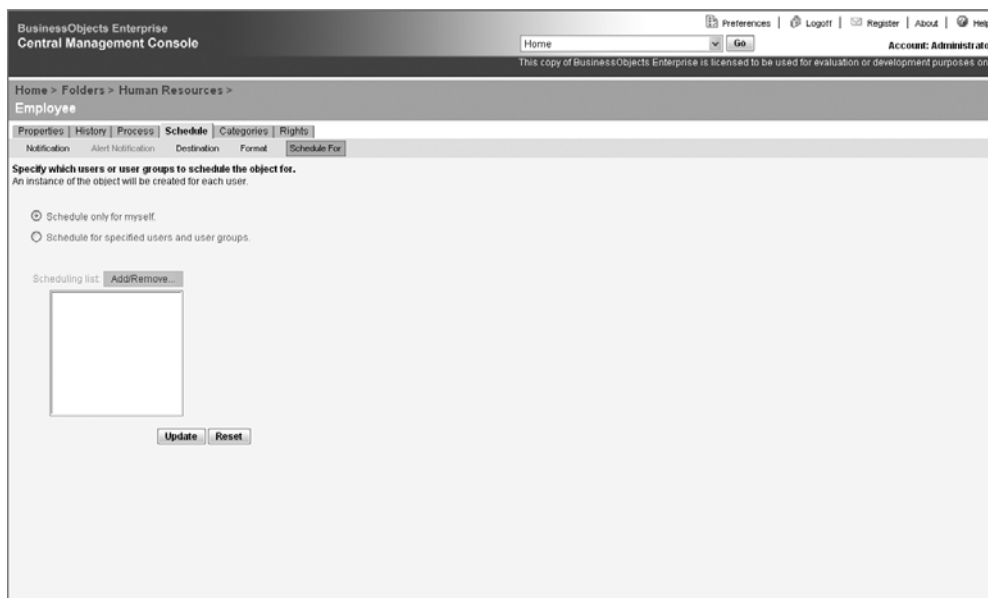 BusinessObjects Enterprise
Central Management Console
Preferences | Logoff | Register | About | Help
Home Go
Account: Administrato
This copy of BusinessObjects Enterprise is licensed to be used for evaluation or development purposes on
Home > Folders > Human Resources >
Employee
Properties | History | Process | Schedule | Categories | Rights |
Notification Alert Notification Destination Format Schedule For
Specify which users or user groups to schedule the object for.
An instance of the object will be created for each user.
Schedule only for myself.
Schedule for specified users and user groups.
Scheduling list: Add/Remove...
Update Reset